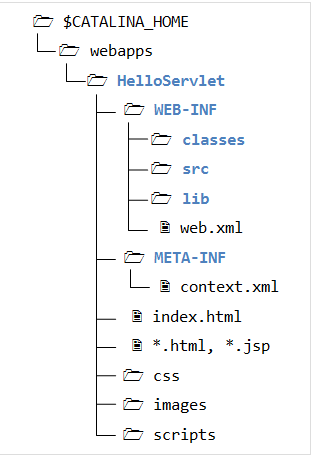 $CATALINA_HOME
webapps
HelloServlet
WEB-INF
classes
src
lib
web.xml
META-INF
context.xml
index.html
*.html, *.jsp
css
images
scripts